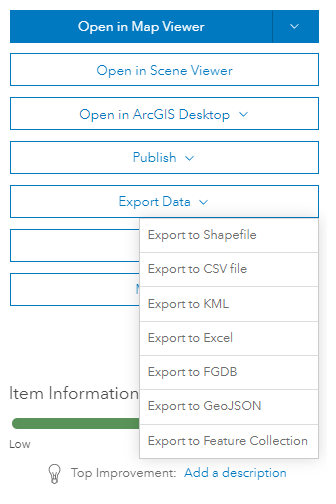 Open in Map Viewer
Open in Scene Viewer
Open in ArcGIS Desktop
Publish
Export Data
Export to Shapefile
Export to CSV file
Export to KML
Export to Excel
Export to FGDB
Export to GeoJSON
Export to Feature Collection
Item Information
Low
Top Improvement: Add a description